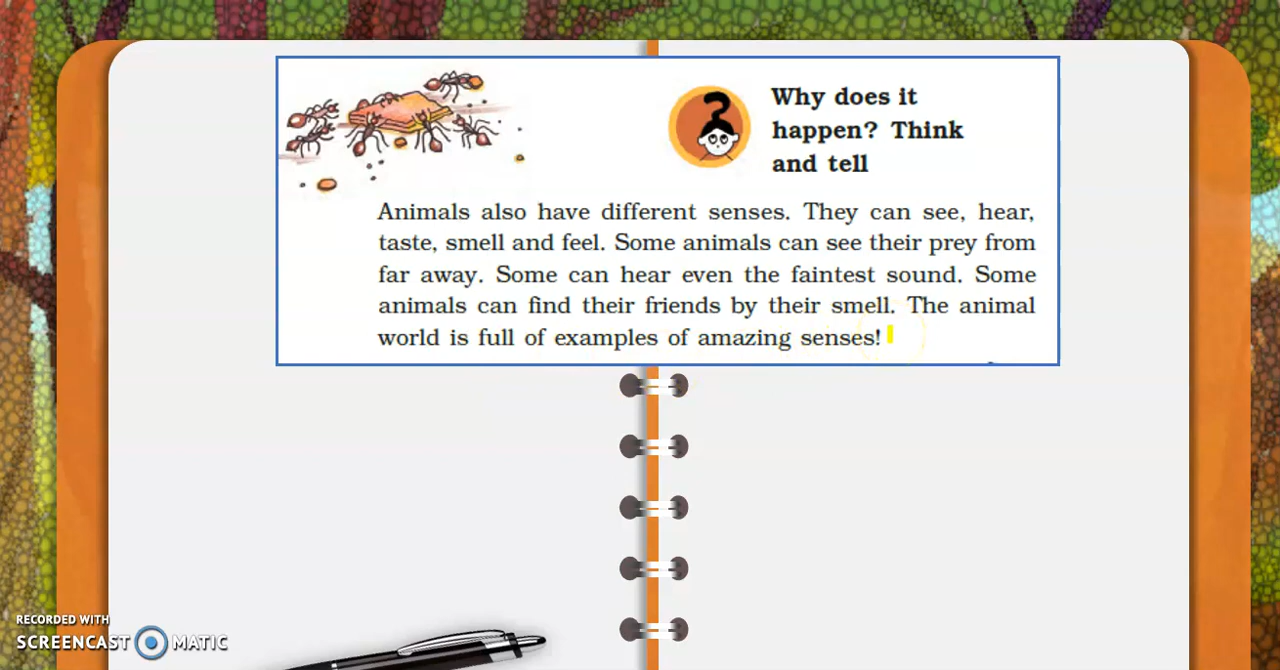 Why does it
happen? Think
and tell
Animals also have different senses. They can see, hear,
taste, smell and feel. Some animals can see their prey from
far away. Some can hear even the faintest sound. Some
animals can find their friends by their smell. The animal
world is full of examples of amazing senses!
RECORDED WITH
SCREENCAST MATIC